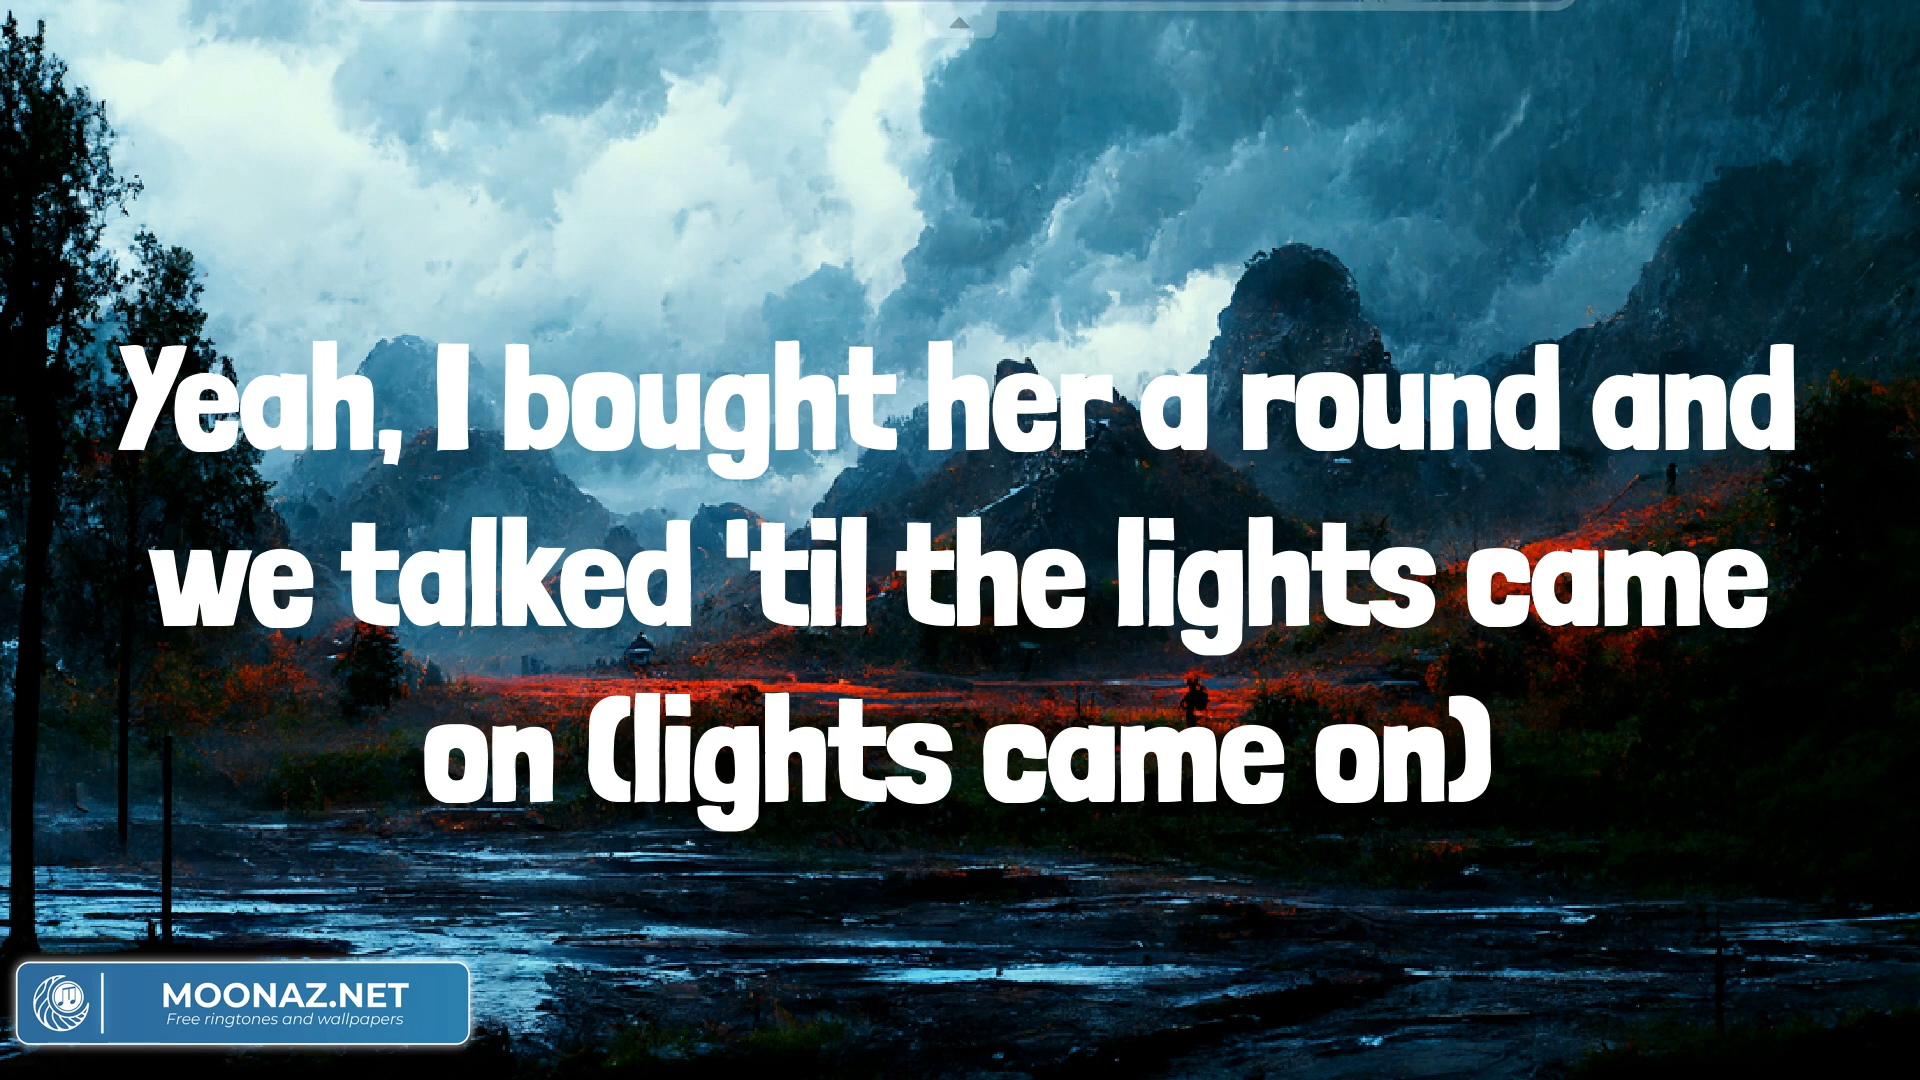 Yeah, I bought her a round and
we talked 'til the lights came
on (lights came on)
MOONAZ.NET
Free ringtones and wallpapers